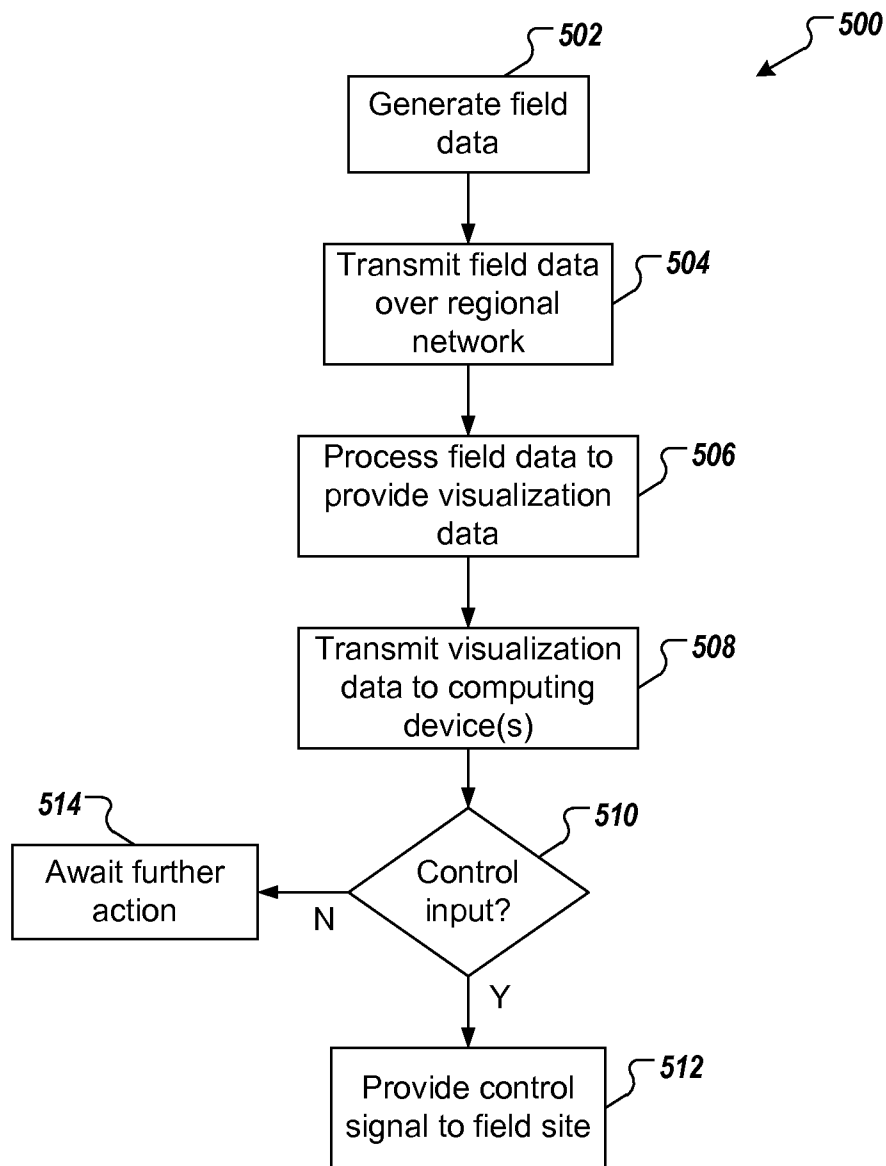 500
502
Generate field
data
504
Transmit field data
over regional
network
506
Process field data to
provide visualization
data
508
Transmit visualization
data to computing
device(s)
510
Control
input?
514
Await further
action
N
Y
512
Provide control
signal to field site